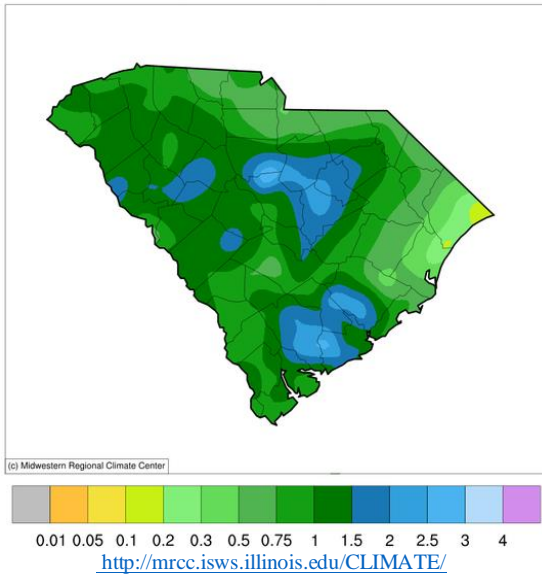 (c) Midwestern Regional Climate Center
0.01 0.05 0.1 0.2 0.3 0.5 0.75 1 1.5 2 2.5 3 4
http://mrcc.isws.illinois.edu/CLIMATE/